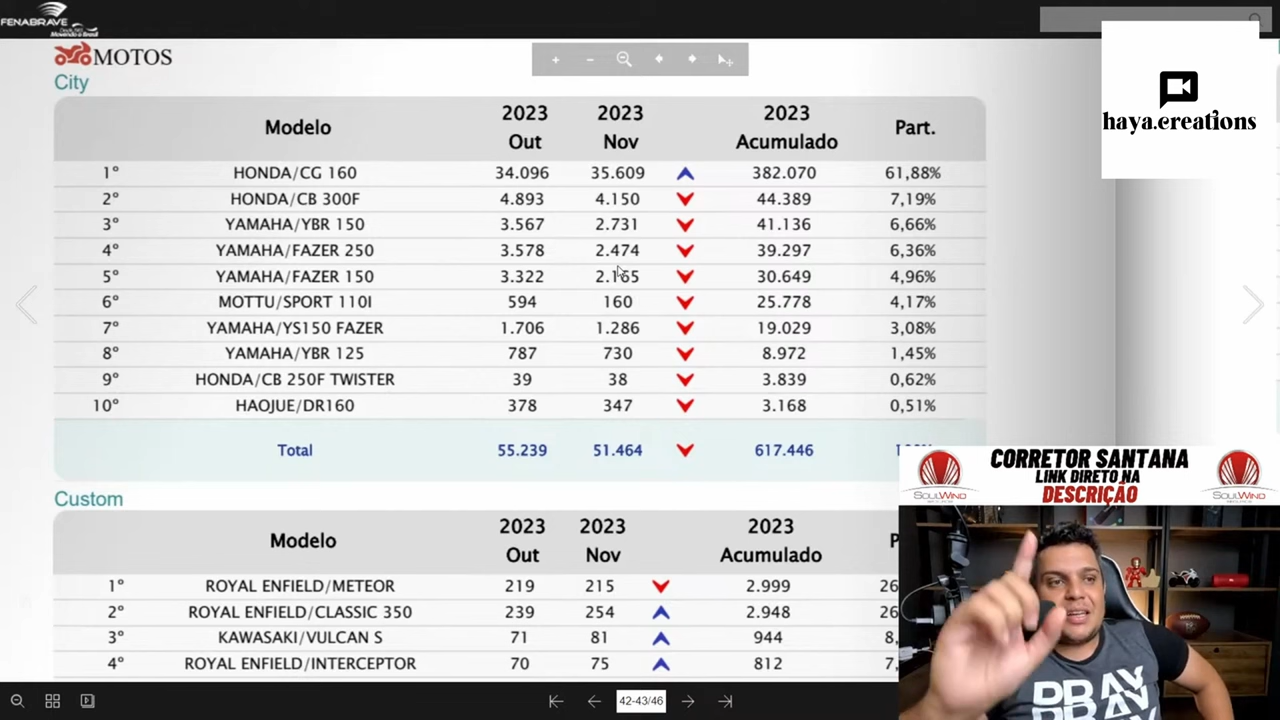 FENABRAVE
MOTOS
haya.creations
City
Modelo 2023 Out 2023 Nov 2023 Acumulado Part.
1º HONDA/CG 160 34.096 35.609 382.070 61,88%
2º HONDA/CB 300F 4.893 4.150 44.389 7,19%
3º YAMAHA/YBR 150 3.567 2.731 41.136 6,66%
4º YAMAHA/FAZER 250 3.578 2.474 39.297 6,36%
5º YAMAHA/FAZER 150 3.322 2.165 30.649 4,96%
6º MOTTU/SPORT 110I 594 160 25.778 4,17%
7º YAMAHA/YS150 FAZER 1.706 1.286 19.029 3,08%
8º YAMAHA/YBR 125 787 730 8.972 1,45%
9º HONDA/CB 250F TWISTER 39 38 3.839 0,62%
10º HAOJUE/DR160 378 347 3.168 0,51%
Total 55.239 51.464 617.446
CORRETOR SANTANA
LINK DIRETO NA
DESCRIÇÃO
SOULWIND
SOULWIND
Custom
Modelo 2023 Out 2023 Nov 2023 Acumulado P
1º ROYAL ENFIELD/METEOR 219 215 2.999 26
2º ROYAL ENFIELD/CLASSIC 350 239 254 2.948 26
3º KAWASAKI/VULCAN S 71 81 944 8,
4º ROYAL ENFIELD/INTERCEPTOR 70 75 812 7,
PRAY
42-43/46